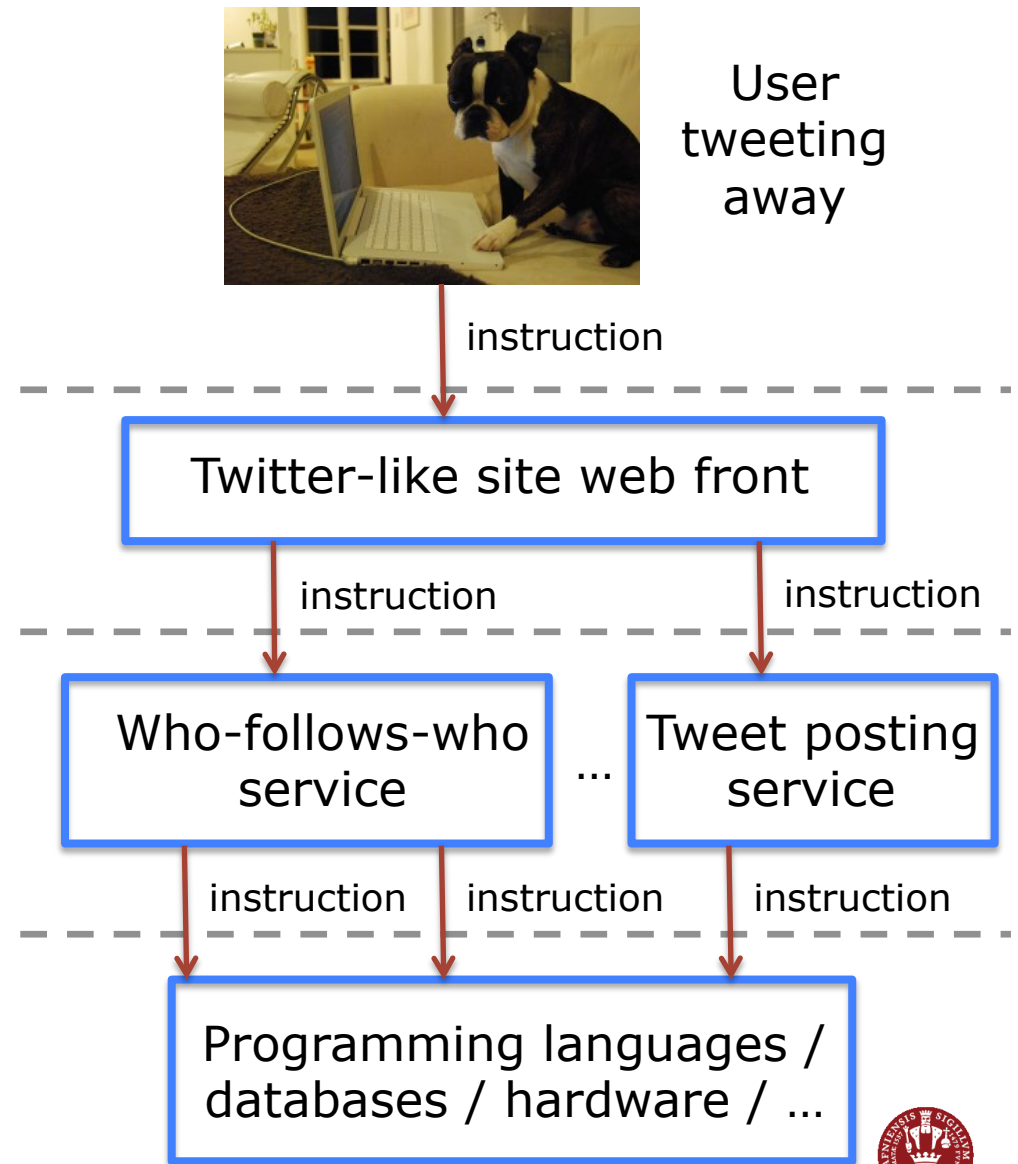 User
tweeting
away
instruction
Twitter-like site web front
instruction
instruction
Who-follows-who
service
...
Tweet posting
service
instruction
instruction
instruction
Programming languages /
databases / hardware / ...